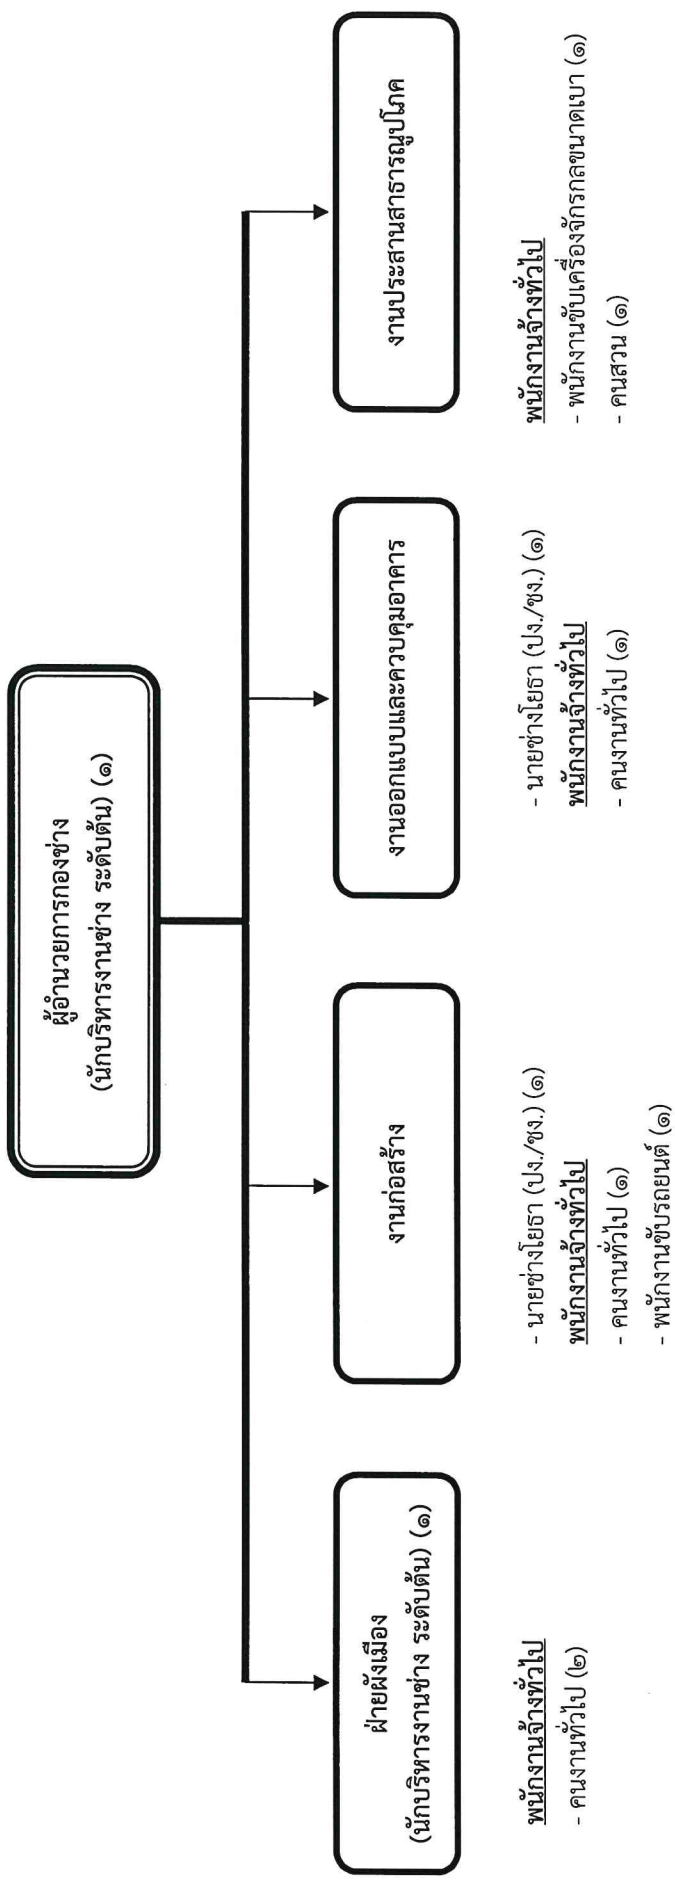 ผู้อำนวยการกองช่าง
(นักบริหารงานช่าง ระดับต้น) (๑)
ฝ่ายผังเมือง
(นักบริหารงานช่าง ระดับต้น) (๑)
พนักงานจ้างทั่วไป
- คนงานทั่วไป (๒)
งานก่อสร้าง
- นายช่างโยธา (ปง./ชง.) (๑)
พนักงานจ้างทั่วไป
- คนงานทั่วไป (๑)
- พนักงานขับรถยนต์ (๑)
งานออกแบบและควบคุมอาคาร
- นายช่างโยธา (ปง./ชง.) (๑)
พนักงานจ้างทั่วไป
- คนงานทั่วไป (๑)
งานประสานสาธารณูปโภค
พนักงานจ้างทั่วไป
- พนักงานขับเครื่องจักรกลขนาดเบา (๑)
- คนสวน (๑)